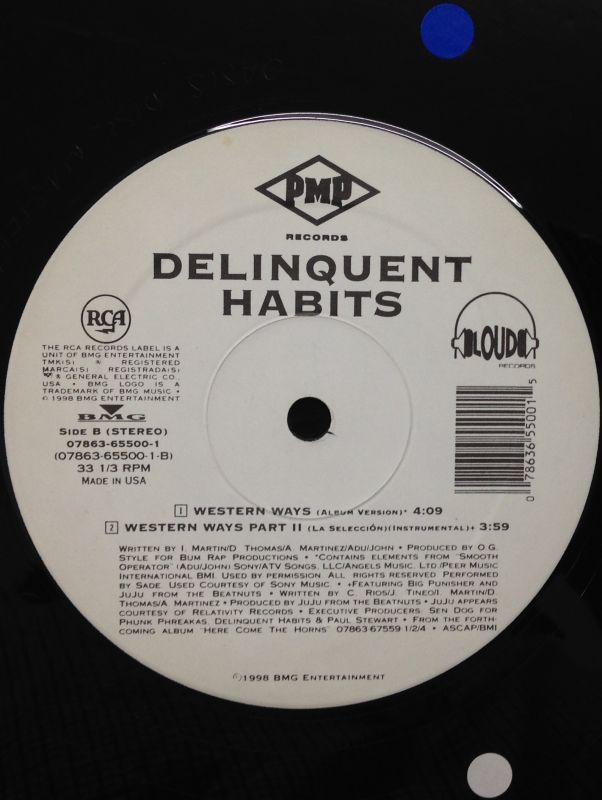 PMP
RECORDS
DELINQUENT
HABITS
RCA
THE RCA RECORDS LABEL IS A
UNIT OF BMG ENTERTAINMENT
TMK(S) ® REGISTERED
MARCA(S) REGISTRADA(S)
& GENERAL ELECTRIC CO.,
USA • BMG LOGO IS A
TRADEMARK OF BMG MUSIC •
© 1998 BMG ENTERTAINMENT
BMG
SIDE B (STEREO)
07863-65500-1
(07863-65500-1-B)
33 1/3 RPM
MADE IN USA
LOUD
RECORDS
0 78636 55001 5
1 WESTERN WAYS (ALBUM VERSION)* 4:09
2 WESTERN WAYS PART II (LA SELECCIÓN)(INSTRUMENTAL)+ 3:59
WRITTEN BY I. MARTIN/D. THOMAS/A. MARTINEZ/ADU/JOHN • PRODUCED BY O.G.
STYLE FOR BUM RAP PRODUCTIONS • *CONTAINS ELEMENTS FROM "SMOOTH
OPERATOR" (ADU/JOHN) SONY/ATV SONGS, LLC/ANGELS MUSIC, LTD./PEER MUSIC
INTERNATIONAL BMI. USED BY PERMISSION. ALL RIGHTS RESERVED. PERFORMED
BY SADE. USED COURTESY OF SONY MUSIC. • +FEATURING BIG PUNISHER AND
JUJU FROM THE BEATNUTS • WRITTEN BY C. RIOS/J. TINEO/I. MARTIN/D.
THOMAS/A. MARTINEZ • PRODUCED BY JUJU FROM THE BEATNUTS • JUJU APPEARS
COURTESY OF RELATIVITY RECORDS • EXECUTIVE PRODUCERS: SEN DOG FOR
PHUNK PHREAKAS, DELINQUENT HABITS & PAUL STEWART • FROM THE FORTH-
COMING ALBUM "HERE COME THE HORNS" 07863-67559-1/2/4 • ASCAP/BMI
℗1998 BMG ENTERTAINMENT